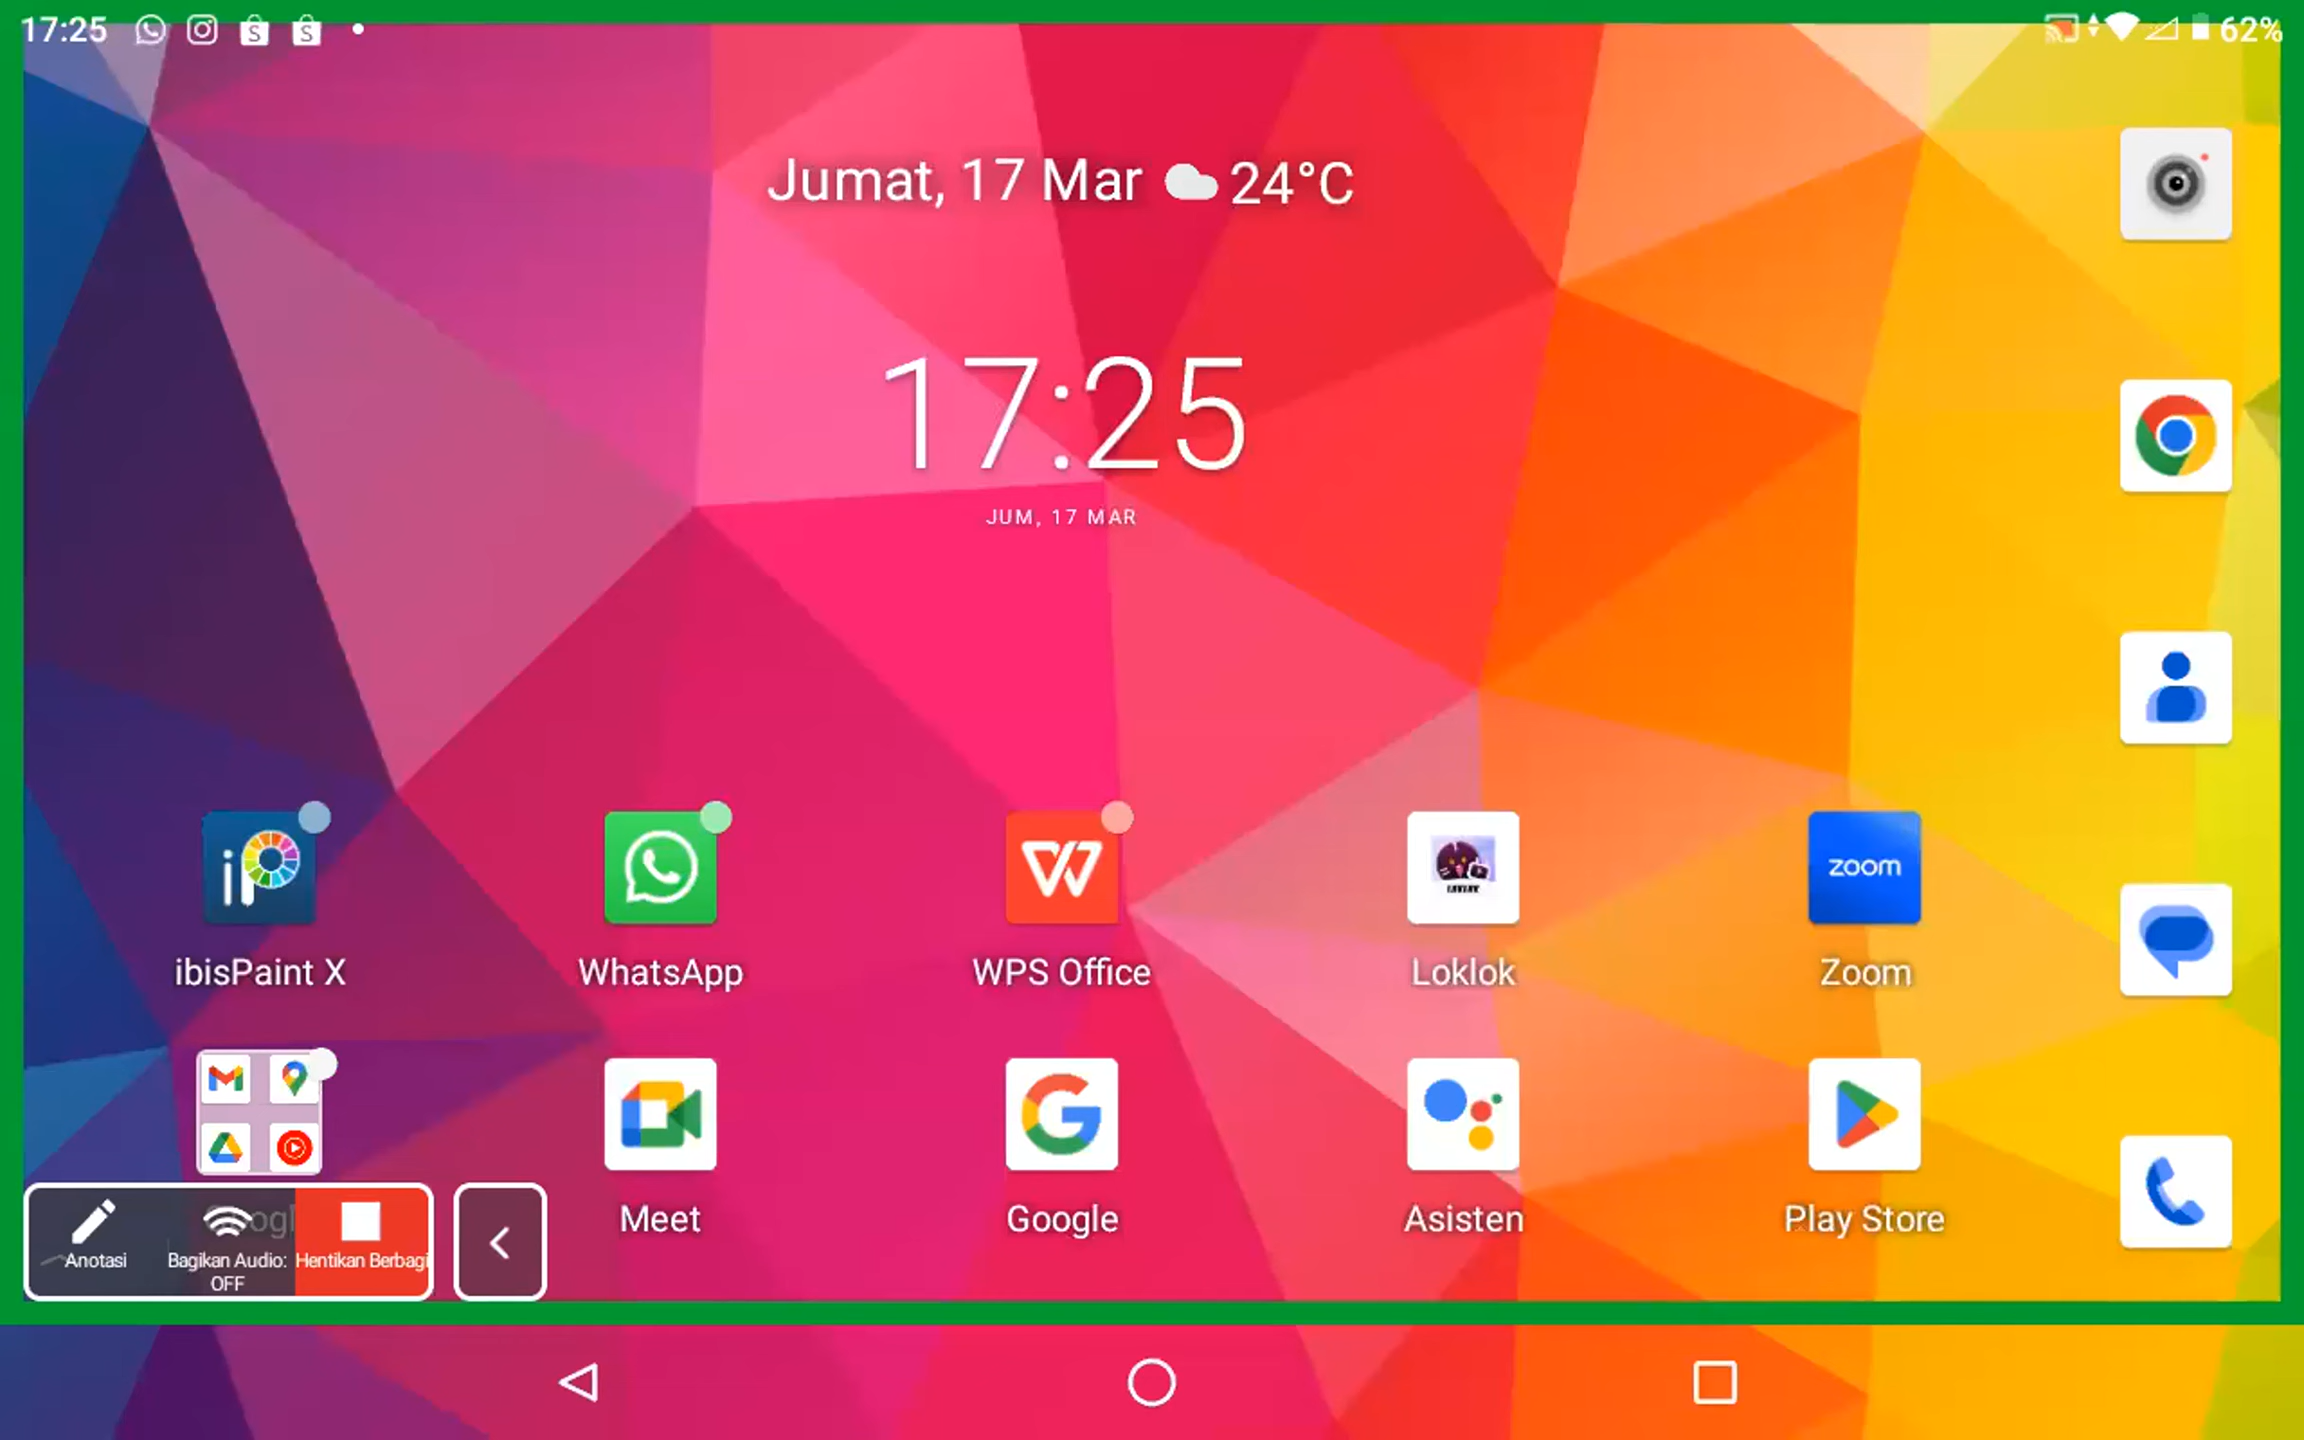 17:25
62%
Jumat, 17 Mar 24°C
17:25
JUM, 17 MAR
ibisPaint X
WhatsApp
WPS Office
Loklok
zoom
Zoom
Meet
Google
Asisten
Play Store
Anotasi
Bagikan Audio:
OFF
Hentikan Berbagi